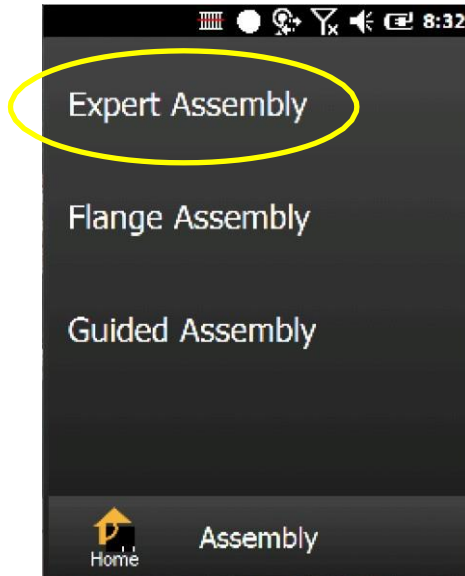 8:32
Expert Assembly
Flange Assembly
Guided Assembly
Home
Assembly